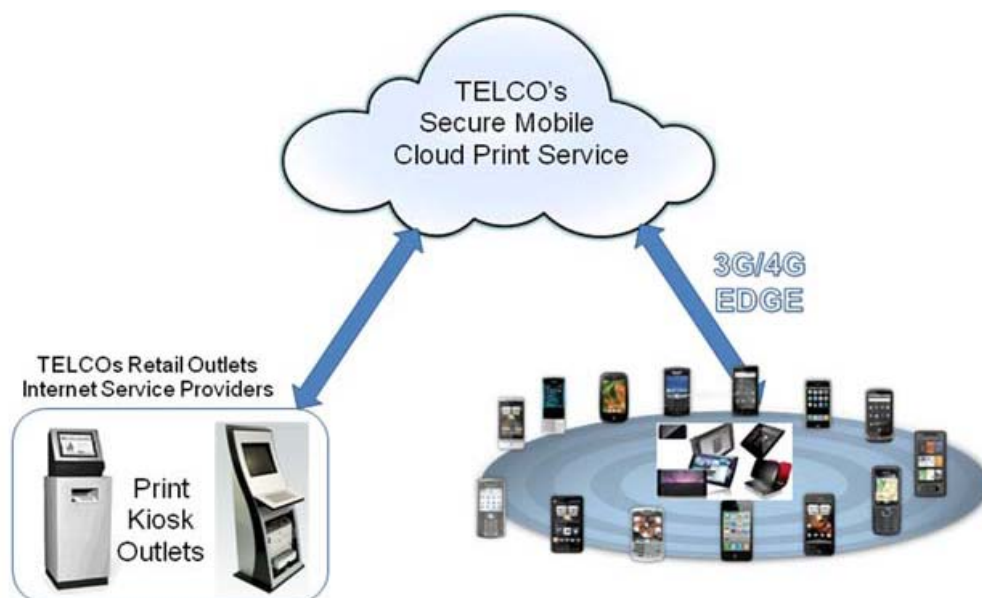 TELCO's
Secure Mobile
Cloud Print Service
3G/4G
EDGE
TELCOs Retail Outlets
Internet Service Providers
Print
Kiosk
Outlets